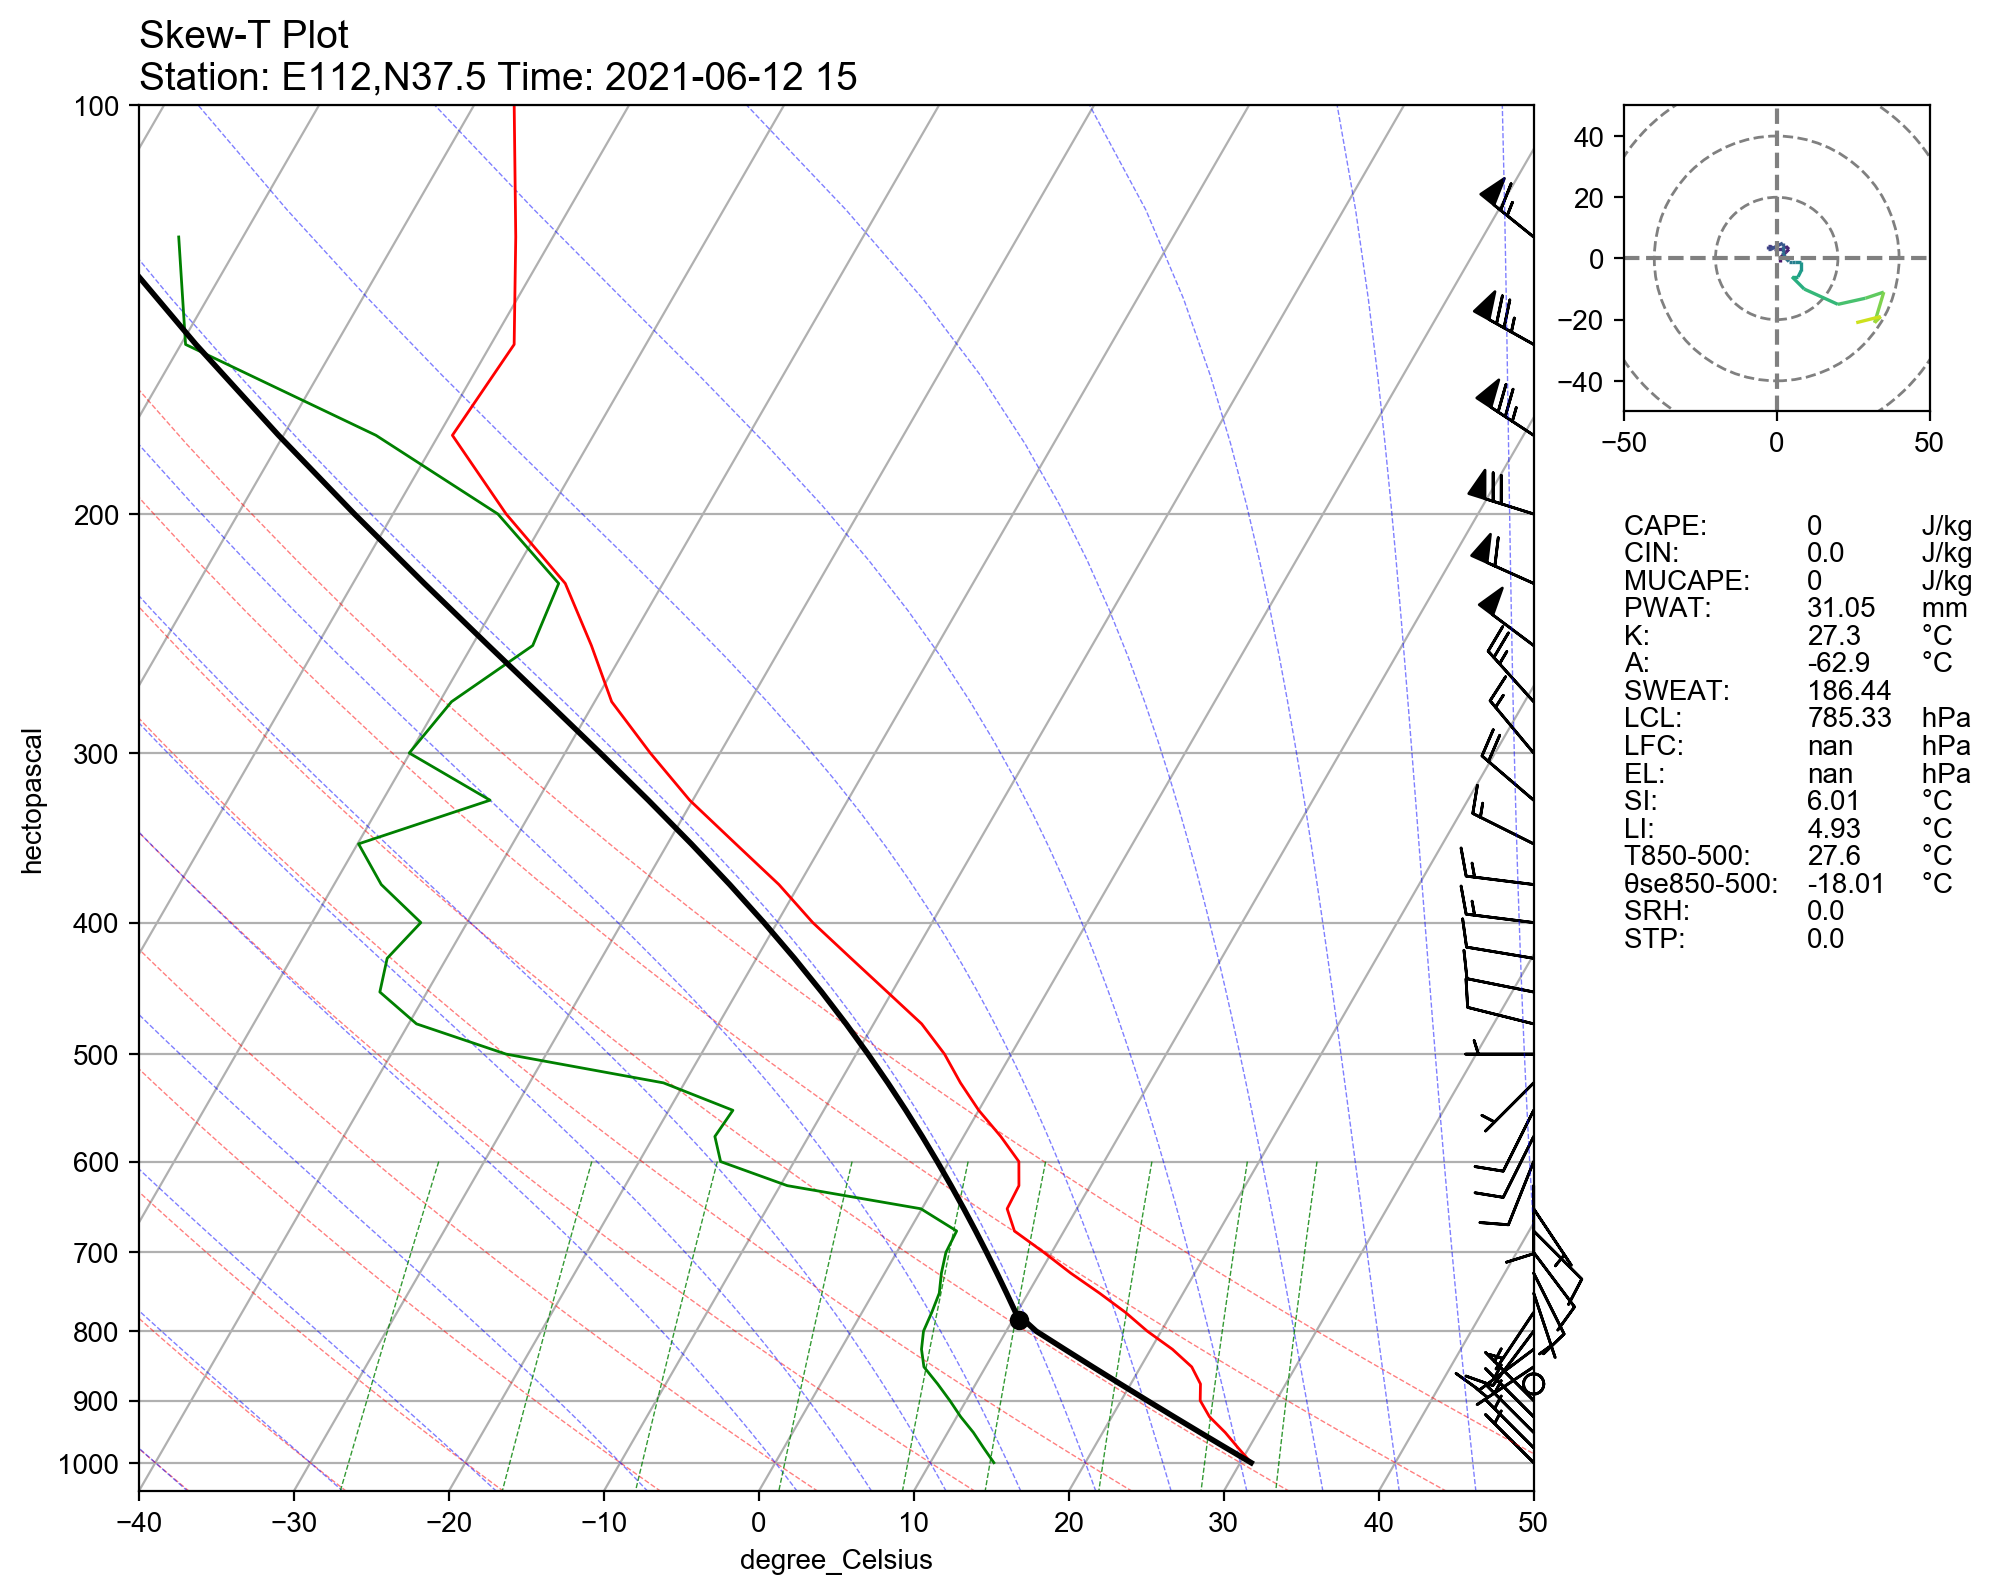 Skew-T Plot
Station: E112,N37.5 Time: 2021-06-12 15
100
200
300
400
500
600
700
800
900
1000
hectopascal
−40 −30 −20 −10 0 10 20 30 40 50
degree_Celsius
40
20
0
−20
−40
−50 0 50
CAPE: 0 J/kg
CIN: 0.0 J/kg
MUCAPE: 0 J/kg
PWAT: 31.05 mm
K: 27.3 °C
A: -62.9 °C
SWEAT: 186.44
LCL: 785.33 hPa
LFC: nan hPa
EL: nan hPa
SI: 6.01 °C
LI: 4.93 °C
T850-500: 27.6 °C
θse850-500: -18.01 °C
SRH: 0.0
STP: 0.0